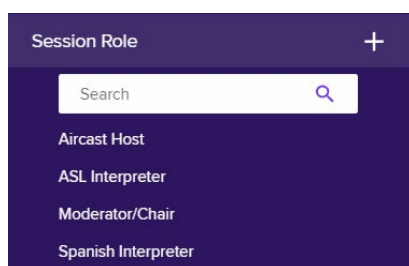 Session Role +
Search
Aircast Host
ASL Interpreter
Moderator/Chair
Spanish Interpreter